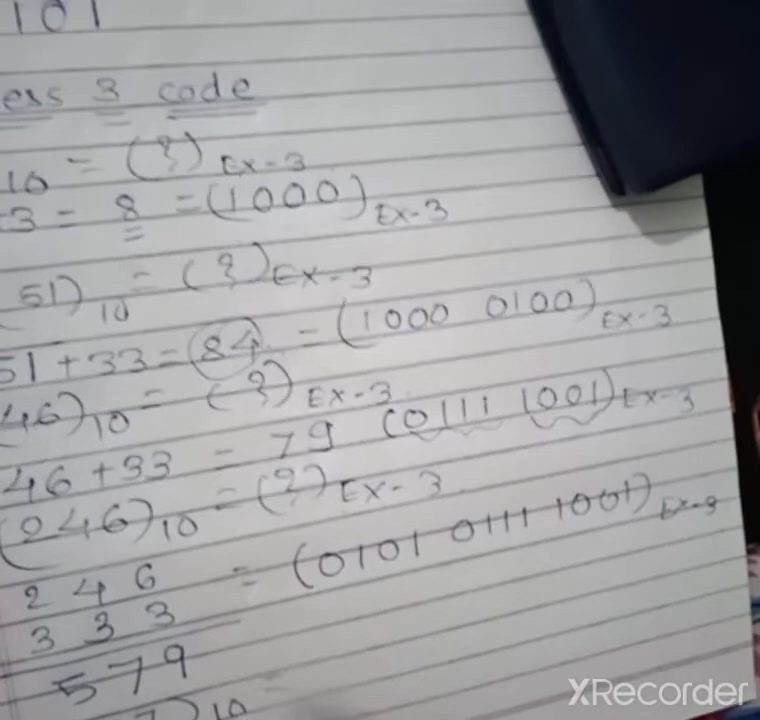 101
ess 3 code
10 = (?) Ex-3
3 = 8 = (1000) Ex-3
51) 10 = (?) Ex-3
51 + 33 = 84 = (1000 0100) Ex-3
(46) 10 = (?) Ex-3
46 + 33 = 79 (0111 1001) Ex-3
(246) 10 = (?) Ex-3
2 4 6 = (0101 0111 1001) Ex-3
3 3 3
5 7 9
) 10
XRecorder